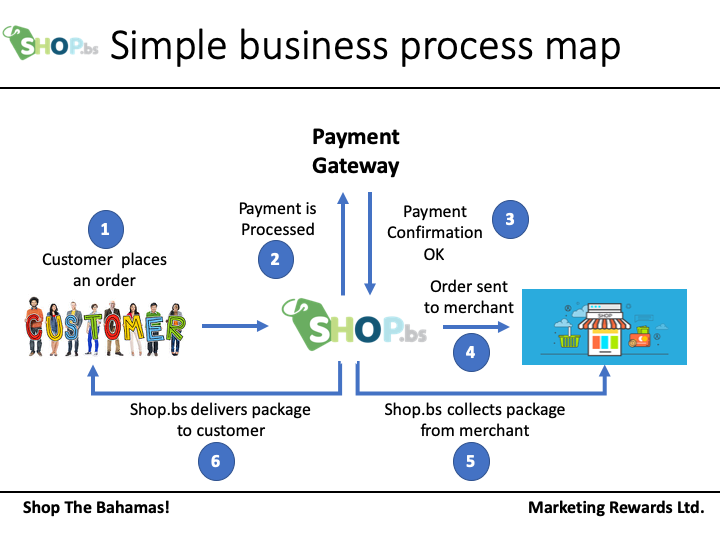 SHOP.bs
Simple business process map
Payment
Gateway
1
Customer places
an order
Payment is
Processed
2
Payment
Confirmation
OK
3
Order sent
to merchant
4
CUSTOMER
SHOP.bs
SHOP
Shop.bs delivers package
to customer
6
Shop.bs collects package
from merchant
5
Shop The Bahamas!
Marketing Rewards Ltd.